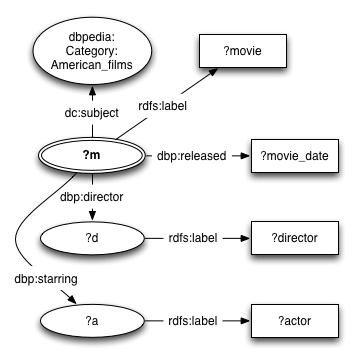 dbpedia:
Category:
American_films
?movie
dc:subject
rdfs:label
?m
dbp:released
?movie_date
dbp:director
?d
rdfs:label
?director
dbp:starring
?a
rdfs:label
?actor